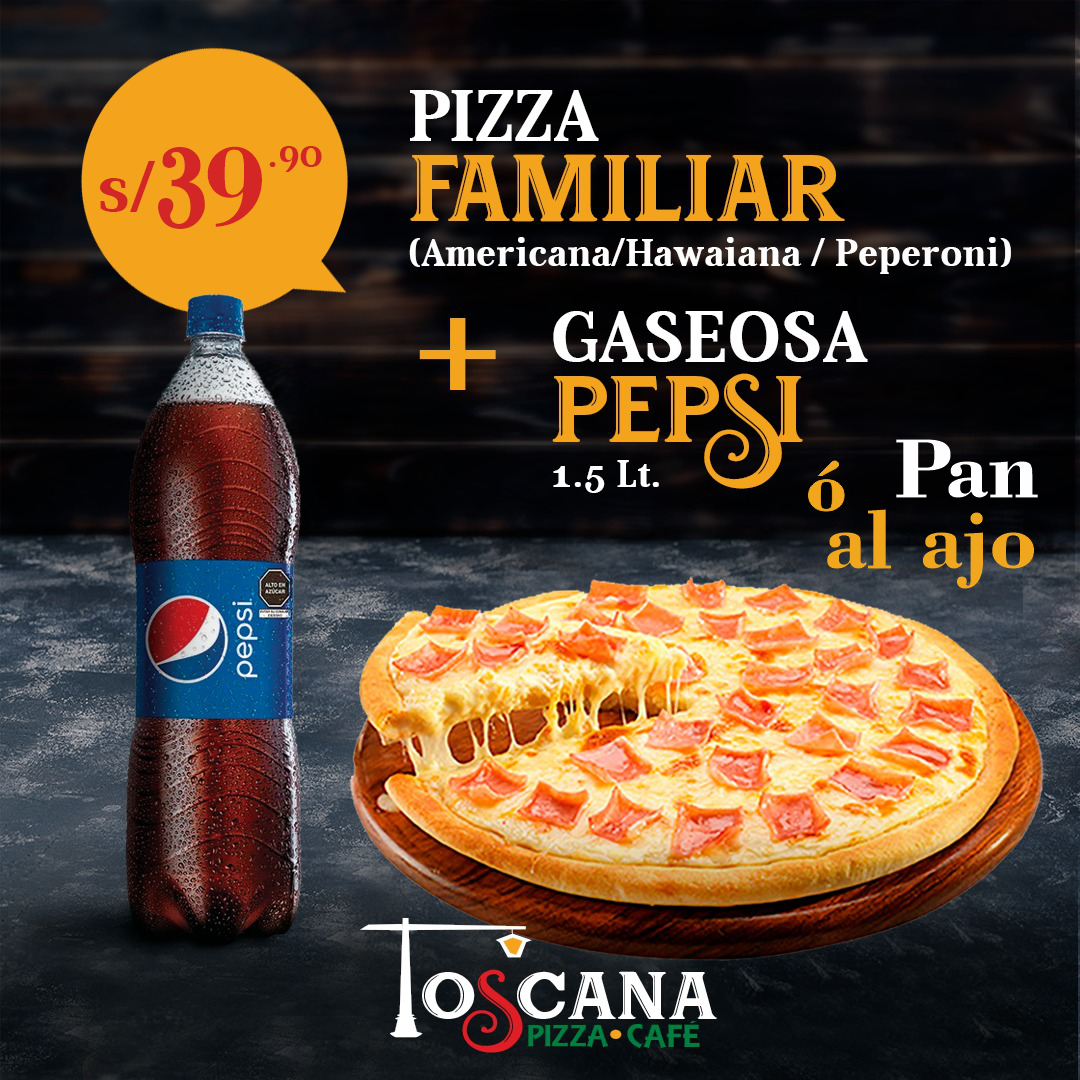 s/39.90
PIZZA
FAMILIAR
(Americana/Hawaiana / Peperoni)
+ GASEOSA
PEPSI
1.5 Lt.
ó Pan
al ajo
ALTO EN
AZÚCAR
pepsi
TOSCANA
PIZZA•CAFÉ